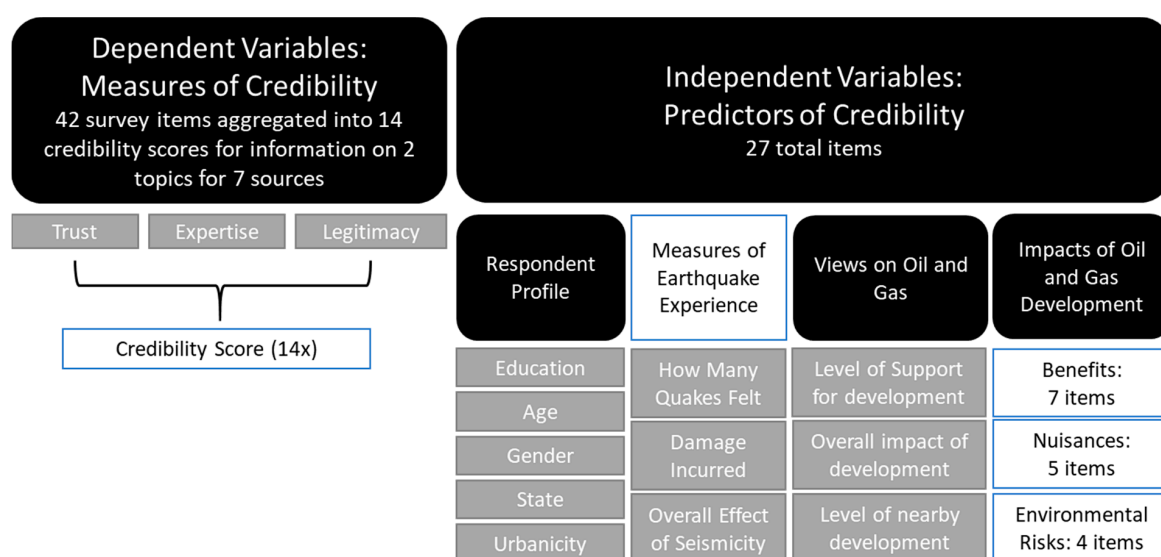 Dependent Variables:
Measures of Credibility
42 survey items aggregated into 14
credibility scores for information on 2
topics for 7 sources
Trust
Expertise
Legitimacy
Credibility Score (14x)
Independent Variables:
Predictors of Credibility
27 total items
Respondent
Profile
Education
Age
Gender
State
Urbanicity
Measures of
Earthquake
Experience
How Many
Quakes Felt
Damage
Incurred
Overall Effect
of Seismicity
Views on Oil and
Gas
Level of Support
for development
Overall impact of
development
Level of nearby
development
Impacts of Oil
and Gas
Development
Benefits:
7 items
Nuisances:
5 items
Environmental
Risks: 4 items